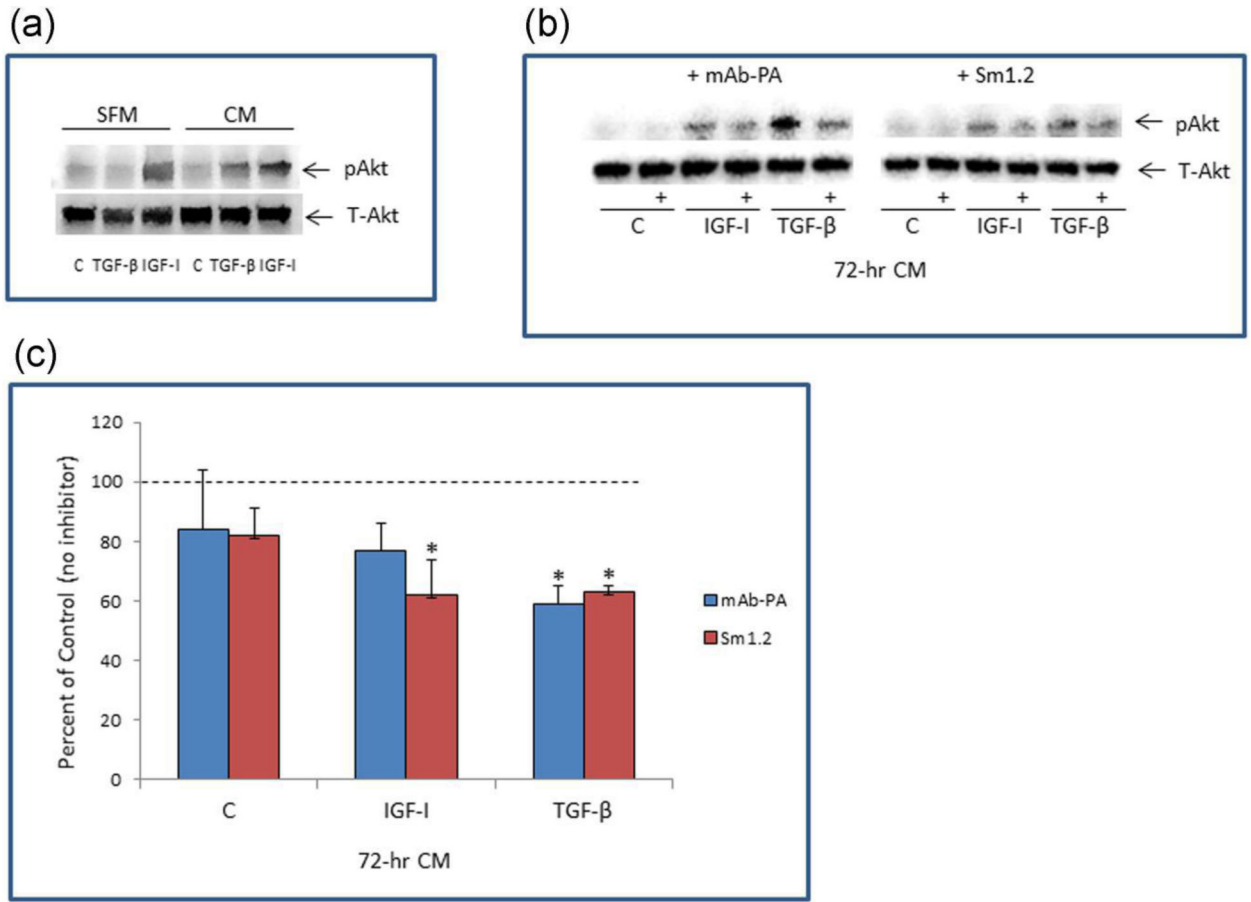 (a)
SFM CM
pAkt
T-Akt
C TGF-β IGF-I C TGF-β IGF-I
(b)
+ mAb-PA + Sm1.2
pAkt
T-Akt
+ + + + + +
C IGF-I TGF-β C IGF-I TGF-β
72-hr CM
(c)
Percent of Control (no inhibitor)
120
100
80
60
40
20
0
* * *
mAb-PA
Sm1.2
C IGF-I TGF-β
72-hr CM